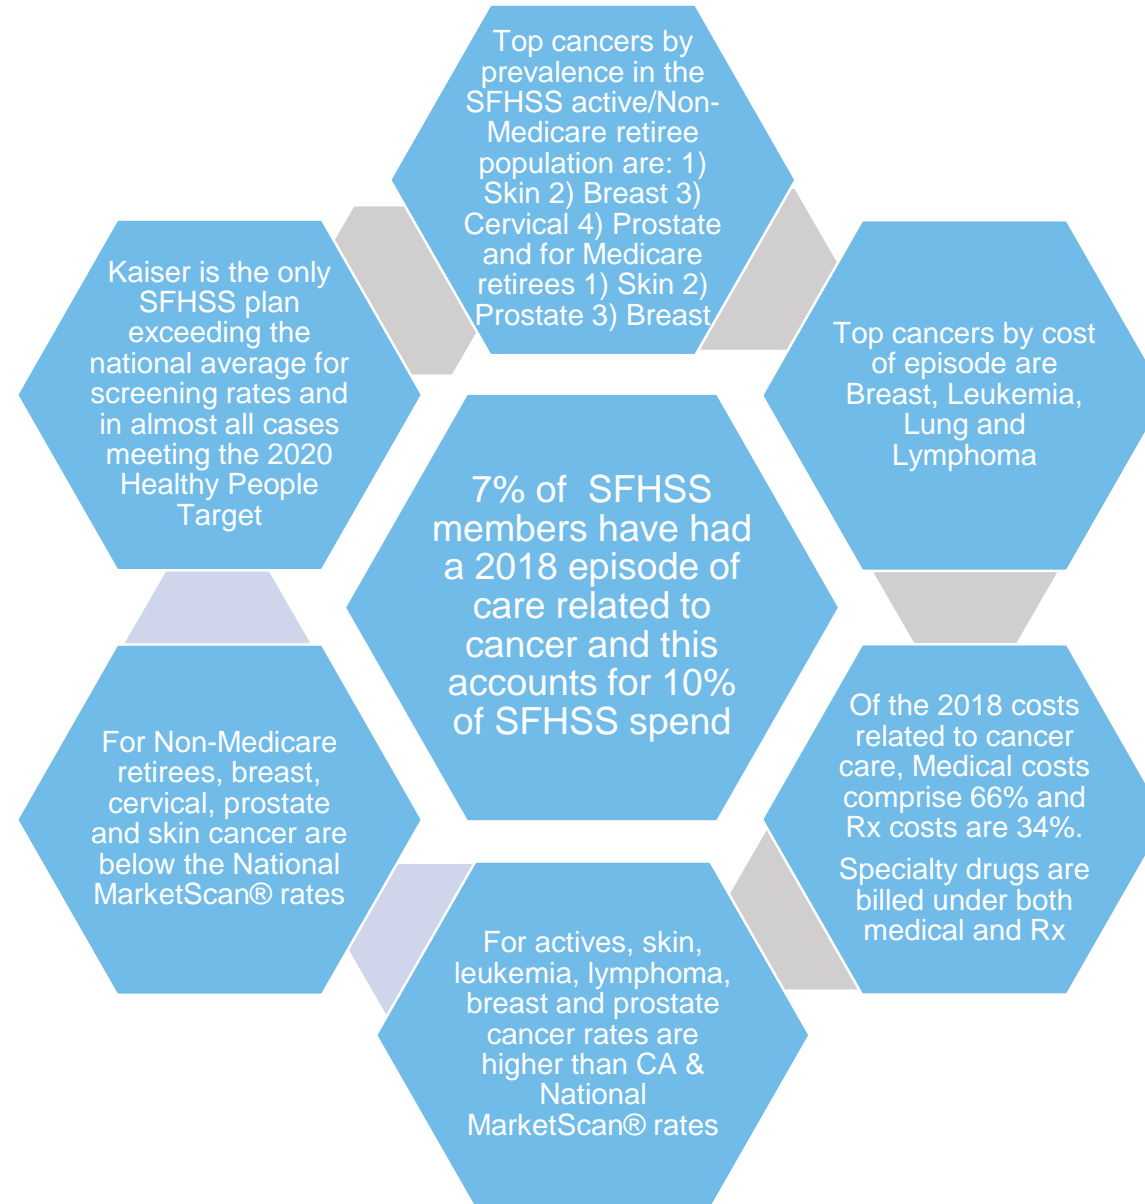 Top cancers by
prevalence in the
SFHSS active/Non-
Medicare retiree
population are: 1)
Skin 2) Breast 3)
Cervical 4) Prostate
and for Medicare
retirees 1) Skin 2)
Prostate 3) Breast
Top cancers by cost
of episode are
Breast, Leukemia,
Lung and
Lymphoma
Of the 2018 costs
related to cancer
care, Medical costs
comprise 66% and
Rx costs are 34%.
Specialty drugs are
billed under both
medical and Rx
For actives, skin,
leukemia, lymphoma,
breast and prostate
cancer rates are
higher than CA &
National
MarketScan® rates
For Non-Medicare
retirees, breast,
cervical, prostate
and skin cancer are
below the National
MarketScan® rates
Kaiser is the only
SFHSS plan
exceeding the
national average for
screening rates and
in almost all cases
meeting the 2020
Healthy People
Target
7% of SFHSS
members have had
a 2018 episode of
care related to
cancer and this
accounts for 10%
of SFHSS spend